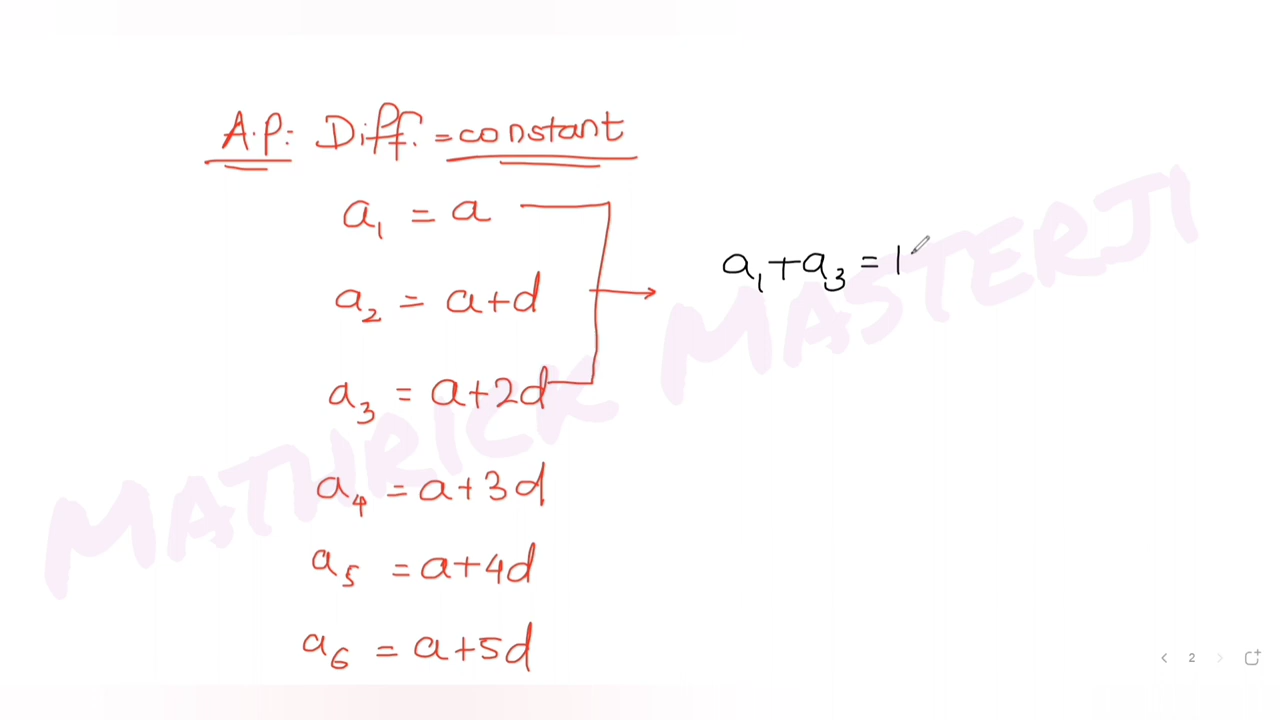 A.P: Diff. = constant
a₁ = a
a₂ = a+d
a₃ = a+2d
a₄ = a+3d
a₅ = a+4d
a₆ = a+5d
a₁+a₃ = 1
MATHRICK MASTERJI
2